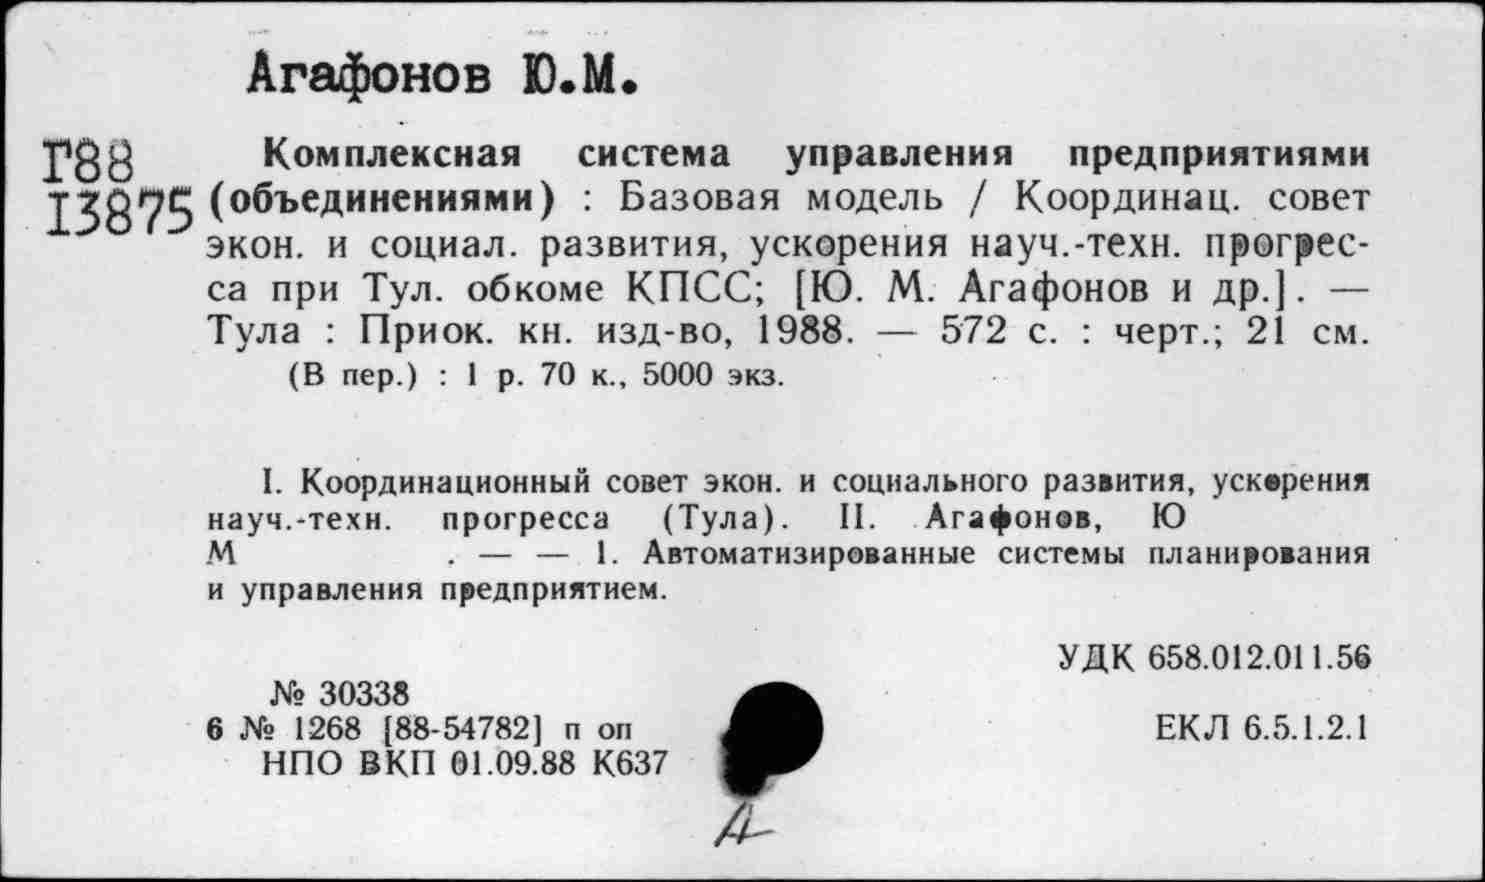 Агафонов Ю.М.
Г88
13875
Комплексная система управления предприятиями
(объединениями) : Базовая модель / Координац. совет
экон. и социал. развития, ускорения науч.-техн. прогрес-
са при Тул. обкоме КПСС; [Ю. М. Агафонов и др.]. —
Тула : Приок. кн. изд-во, 1988. — 572 с. : черт.; 21 см.
(В пер.) : 1 р. 70 к., 5000 экз.
I. Координационный совет экон. и социального развития, ускорения
науч.-техн. прогресса (Тула). II. Агафонов, Ю
М . — — 1. Автоматизированные системы планирования
и управления предприятием.
УДК 658.012.011.56
№ 30338
6 № 1268 [88-54782] п оп
ЕКЛ 6.5.1.2.1
НПО ВКП 01.09.88 К637
А